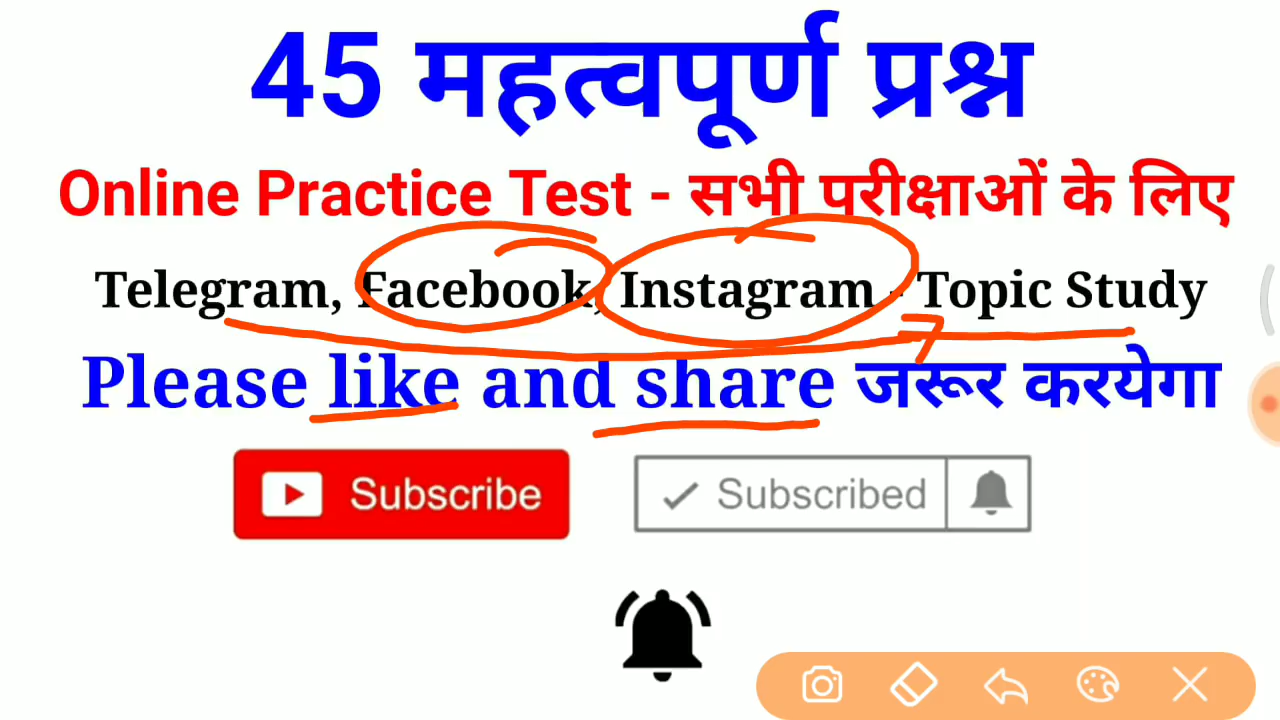 45 महत्वपूर्ण प्रश्न
Online Practice Test - सभी परीक्षाओं के लिए
Telegram, Facebook, Instagram - Topic Study
Please like and share जरूर करयेगा
Subscribe
Subscribed